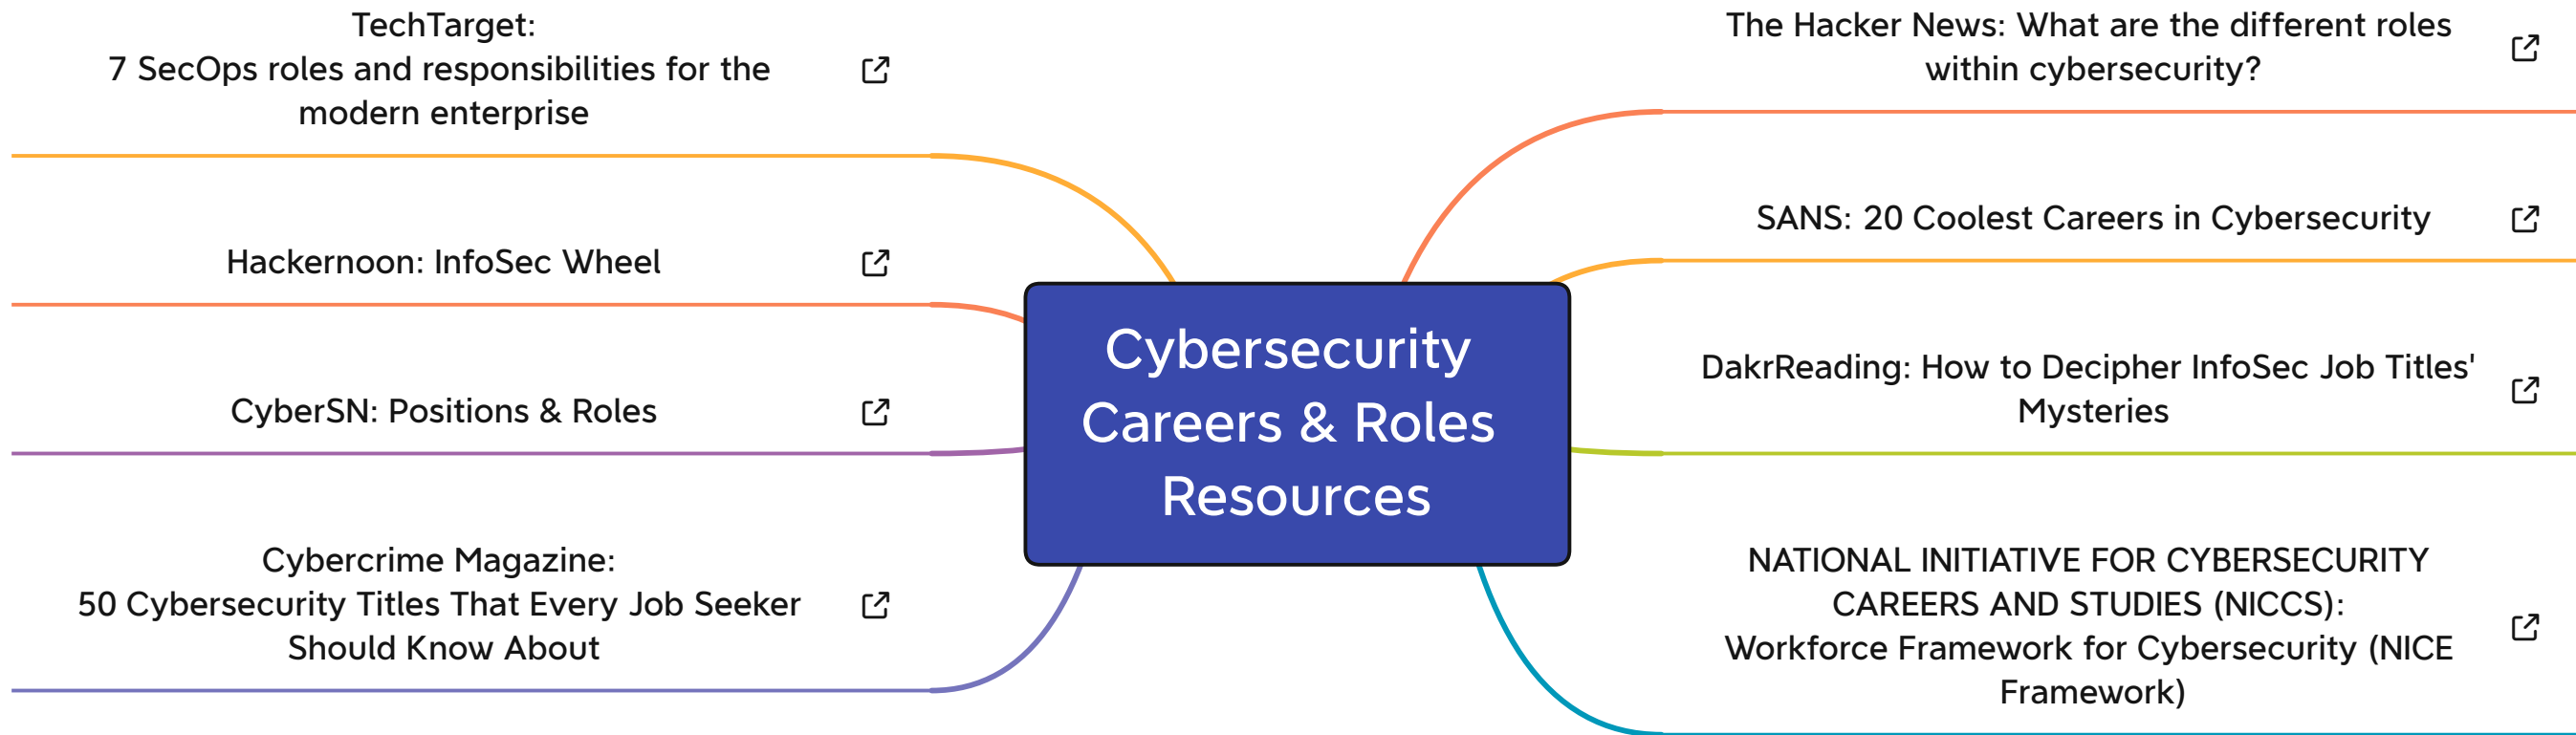 TechTarget:
7 SecOps roles and responsibilities for the
modern enterprise
Hackernoon: InfoSec Wheel
CyberSN: Positions & Roles
Cybercrime Magazine:
50 Cybersecurity Titles That Every Job Seeker
Should Know About
Cybersecurity
Careers & Roles
Resources
The Hacker News: What are the different roles
within cybersecurity?
SANS: 20 Coolest Careers in Cybersecurity
DakrReading: How to Decipher InfoSec Job Titles'
Mysteries
NATIONAL INITIATIVE FOR CYBERSECURITY
CAREERS AND STUDIES (NICCS):
Workforce Framework for Cybersecurity (NICE
Framework)